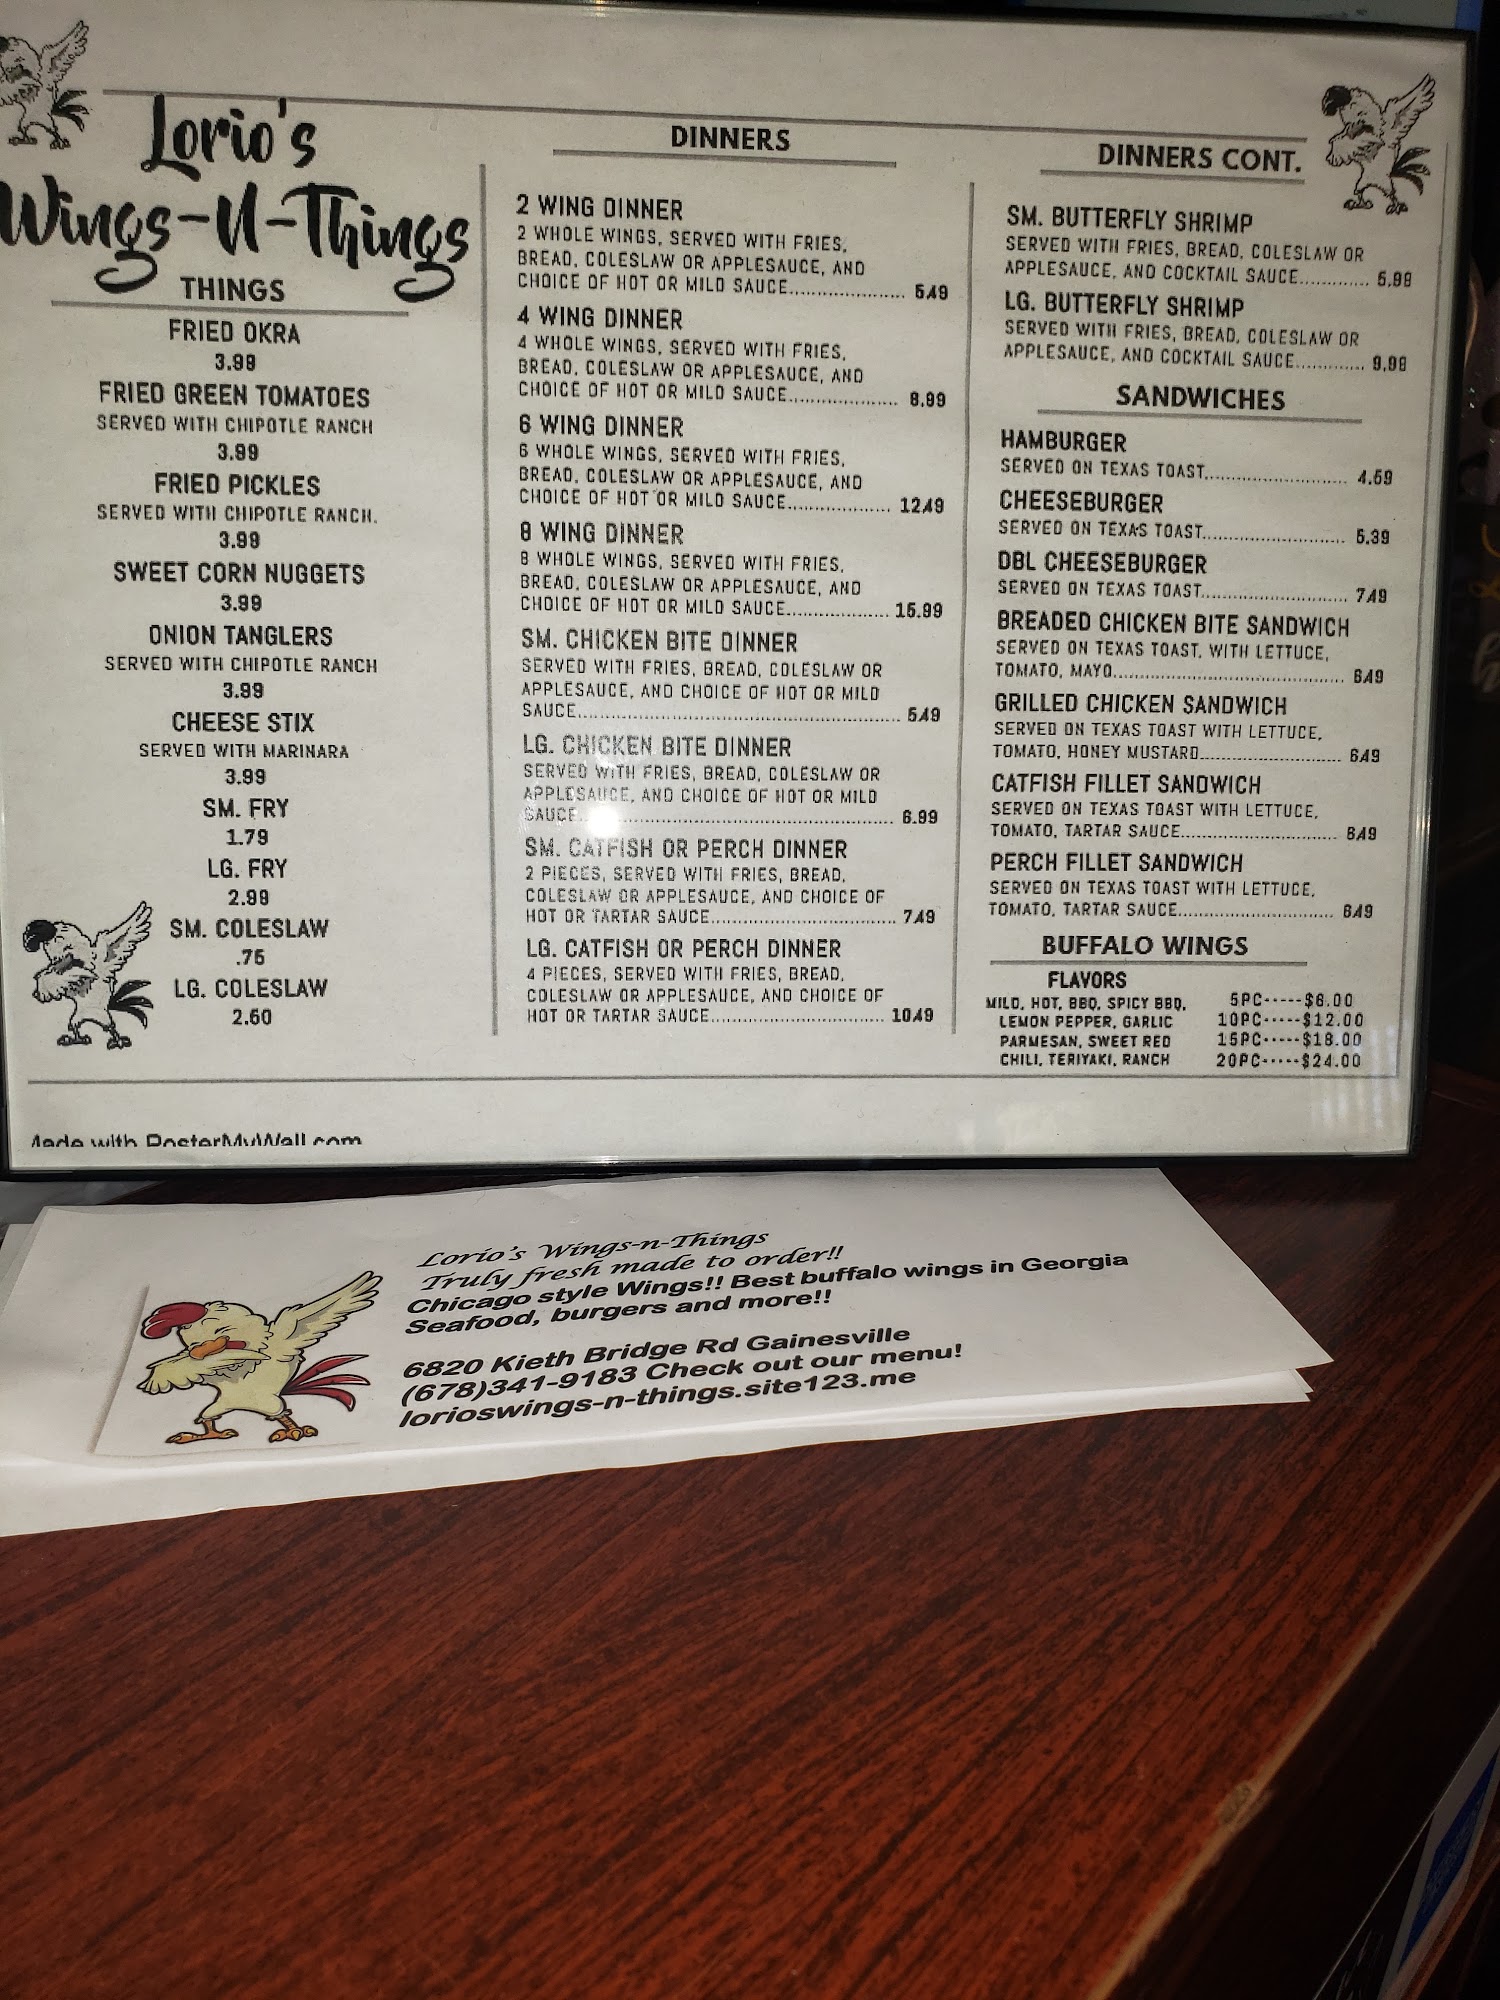 Lorio's
Wings-N-Things
THINGS
FRIED OKRA
3.99
FRIED GREEN TOMATOES
SERVED WITH CHIPOTLE RANCH
3.99
FRIED PICKLES
SERVED WITH CHIPOTLE RANCH.
3.99
SWEET CORN NUGGETS
3.99
ONION TANGLERS
SERVED WITH CHIPOTLE RANCH
3.99
CHEESE STIX
SERVED WITH MARINARA
3.99
SM. FRY
1.79
LG. FRY
2.99
SM. COLESLAW
.75
LG. COLESLAW
2.50
DINNERS
2 WING DINNER
2 WHOLE WINGS, SERVED WITH FRIES,
BREAD, COLESLAW OR APPLESAUCE, AND
CHOICE OF HOT OR MILD SAUCE..................... 5.49
4 WING DINNER
4 WHOLE WINGS, SERVED WITH FRIES,
BREAD, COLESLAW OR APPLESAUCE, AND
CHOICE OF HOT OR MILD SAUCE.................... 8.99
6 WING DINNER
6 WHOLE WINGS, SERVED WITH FRIES,
BREAD, COLESLAW OR APPLESAUCE, AND
CHOICE OF HOT OR MILD SAUCE................... 12.49
8 WING DINNER
8 WHOLE WINGS, SERVED WITH FRIES,
BREAD, COLESLAW OR APPLESAUCE, AND
CHOICE OF HOT OR MILD SAUCE................... 15.99
SM. CHICKEN BITE DINNER
SERVED WITH FRIES, BREAD, COLESLAW OR
APPLESAUCE, AND CHOICE OF HOT OR MILD
SAUCE............................................................ 5.49
LG. CHICKEN BITE DINNER
SERVED WITH FRIES, BREAD, COLESLAW OR
APPLESAUCE, AND CHOICE OF HOT OR MILD
SAUCE............................................................ 6.99
SM. CATFISH OR PERCH DINNER
2 PIECES, SERVED WITH FRIES, BREAD,
COLESLAW OR APPLESAUCE, AND CHOICE OF
HOT OR TARTAR SAUCE................................... 7.49
LG. CATFISH OR PERCH DINNER
4 PIECES, SERVED WITH FRIES, BREAD,
COLESLAW OR APPLESAUCE, AND CHOICE OF
HOT OR TARTAR SAUCE................................. 10.49
DINNERS CONT.
SM. BUTTERFLY SHRIMP
SERVED WITH FRIES, BREAD, COLESLAW OR
APPLESAUCE, AND COCKTAIL SAUCE............. 5.99
LG. BUTTERFLY SHRIMP
SERVED WITH FRIES, BREAD, COLESLAW OR
APPLESAUCE, AND COCKTAIL SAUCE............. 9.99
SANDWICHES
HAMBURGER
SERVED ON TEXAS TOAST.......................... 4.59
CHEESEBURGER
SERVED ON TEXAS TOAST.......................... 5.39
DBL CHEESEBURGER
SERVED ON TEXAS TOAST.......................... 7.49
BREADED CHICKEN BITE SANDWICH
SERVED ON TEXAS TOAST, WITH LETTUCE,
TOMATO, MAYO.......................................... 6.49
GRILLED CHICKEN SANDWICH
SERVED ON TEXAS TOAST WITH LETTUCE,
TOMATO, HONEY MUSTARD.......................... 6.49
CATFISH FILLET SANDWICH
SERVED ON TEXAS TOAST WITH LETTUCE,
TOMATO, TARTAR SAUCE............................. 6.49
PERCH FILLET SANDWICH
SERVED ON TEXAS TOAST WITH LETTUCE,
TOMATO, TARTAR SAUCE............................. 6.49
BUFFALO WINGS
FLAVORS
MILD, HOT, BBQ, SPICY BBQ,
LEMON PEPPER, GARLIC
PARMESAN, SWEET RED
CHILI, TERIYAKI, RANCH
5PC-----$6.00
10PC-----$12.00
15PC-----$18.00
20PC-----$24.00
Made with PosterMyWall.com
Lorio's Wings-n-Things
Truly fresh made to order!!
Chicago style Wings!! Best buffalo wings in Georgia
Seafood, burgers and more!!
6820 Kieth Bridge Rd Gainesville
(678)341-9183 Check out our menu!
lorioswings-n-things.site123.me